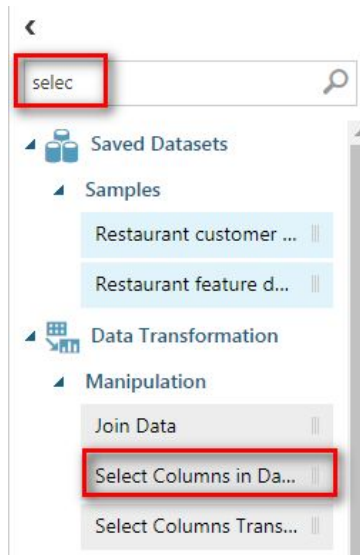 selec
Saved Datasets
Samples
Restaurant customer ...
Restaurant feature d...
Data Transformation
Manipulation
Join Data
Select Columns in Da...
Select Columns Trans...